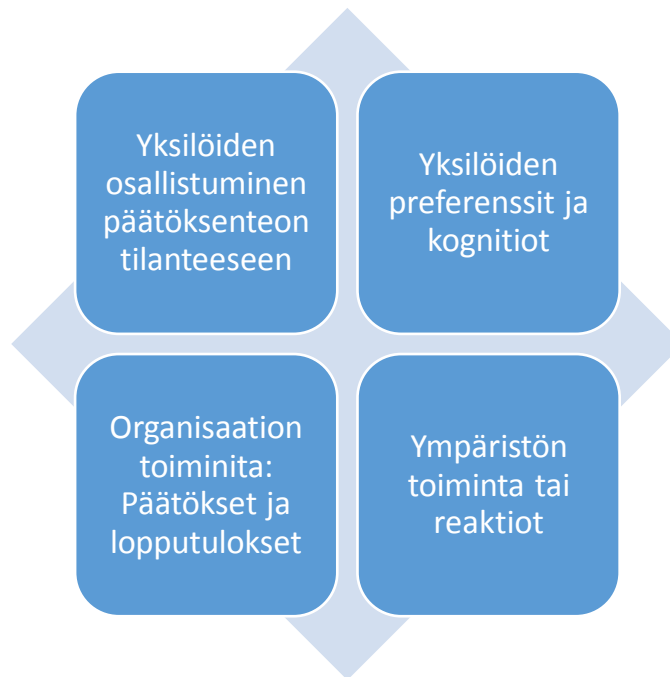 Yksilöiden
osallistuminen
päätöksenteon
tilanteeseen
Yksilöiden
preferenssit ja
kognitiot
Organisaation
toiminita:
Päätökset ja
lopputulokset
Ympäristön
toiminta tai
reaktiot